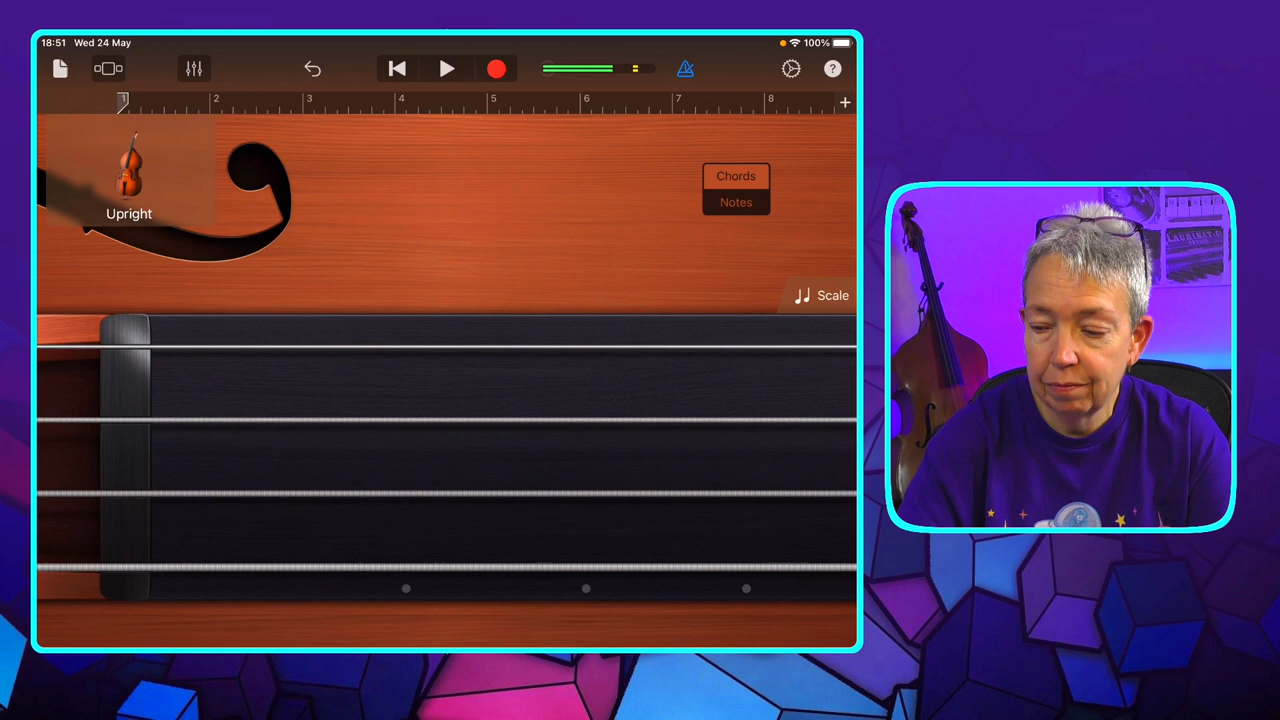 18:51 Wed 24 May
100%
?
1 2 3 4 5 6 7 8 +
Upright
Chords
Notes
Scale